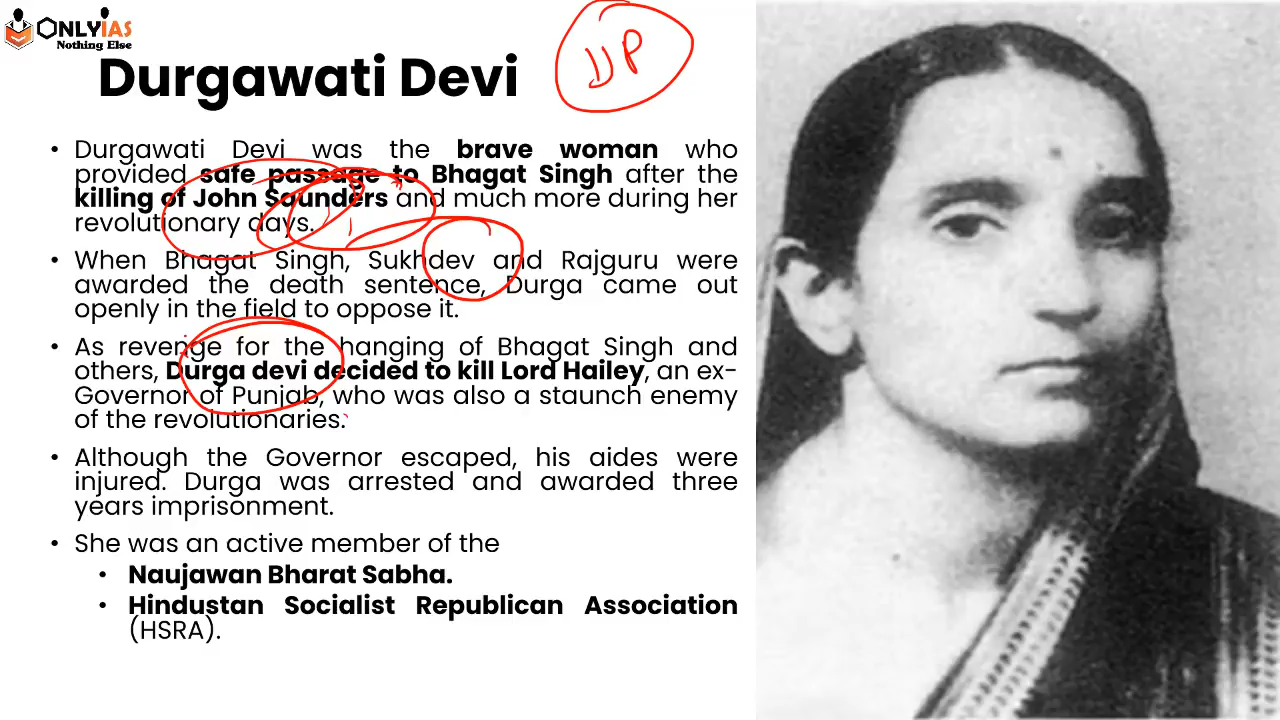 ONLYIAS
Nothing Else
UP
Durgawati Devi
• Durgawati Devi was the brave woman who
provided safe passage to Bhagat Singh after the
killing of John Saunders and much more during her
revolutionary days.
• When Bhagat Singh, Sukhdev and Rajguru were
awarded the death sentence, Durga came out
openly in the field to oppose it.
• As revenge for the hanging of Bhagat Singh and
others, Durga devi decided to kill Lord Hailey, an ex-
Governor of Punjab, who was also a staunch enemy
of the revolutionaries.
• Although the Governor escaped, his aides were
injured. Durga was arrested and awarded three
years imprisonment.
• She was an active member of the
• Naujawan Bharat Sabha.
• Hindustan Socialist Republican Association
(HSRA).